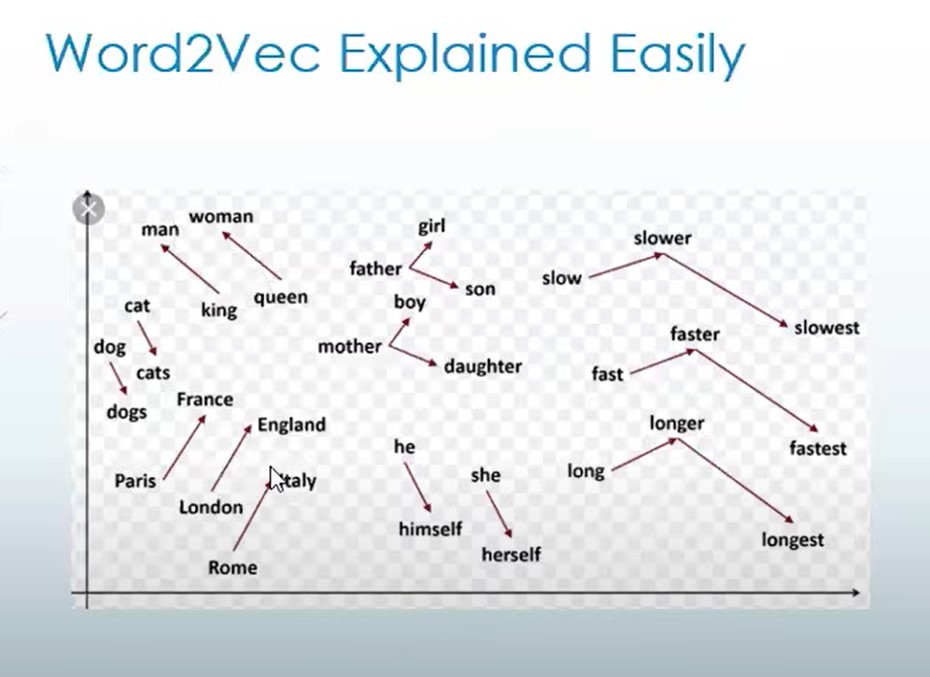 Word2Vec Explained Easily
man
woman
king
queen
cat
cats
dog
dogs
France
Paris
England
London
Italy
Rome
girl
father
son
boy
mother
daughter
he
himself
she
herself
slower
slow
slowest
faster
fast
fastest
longer
long
longest